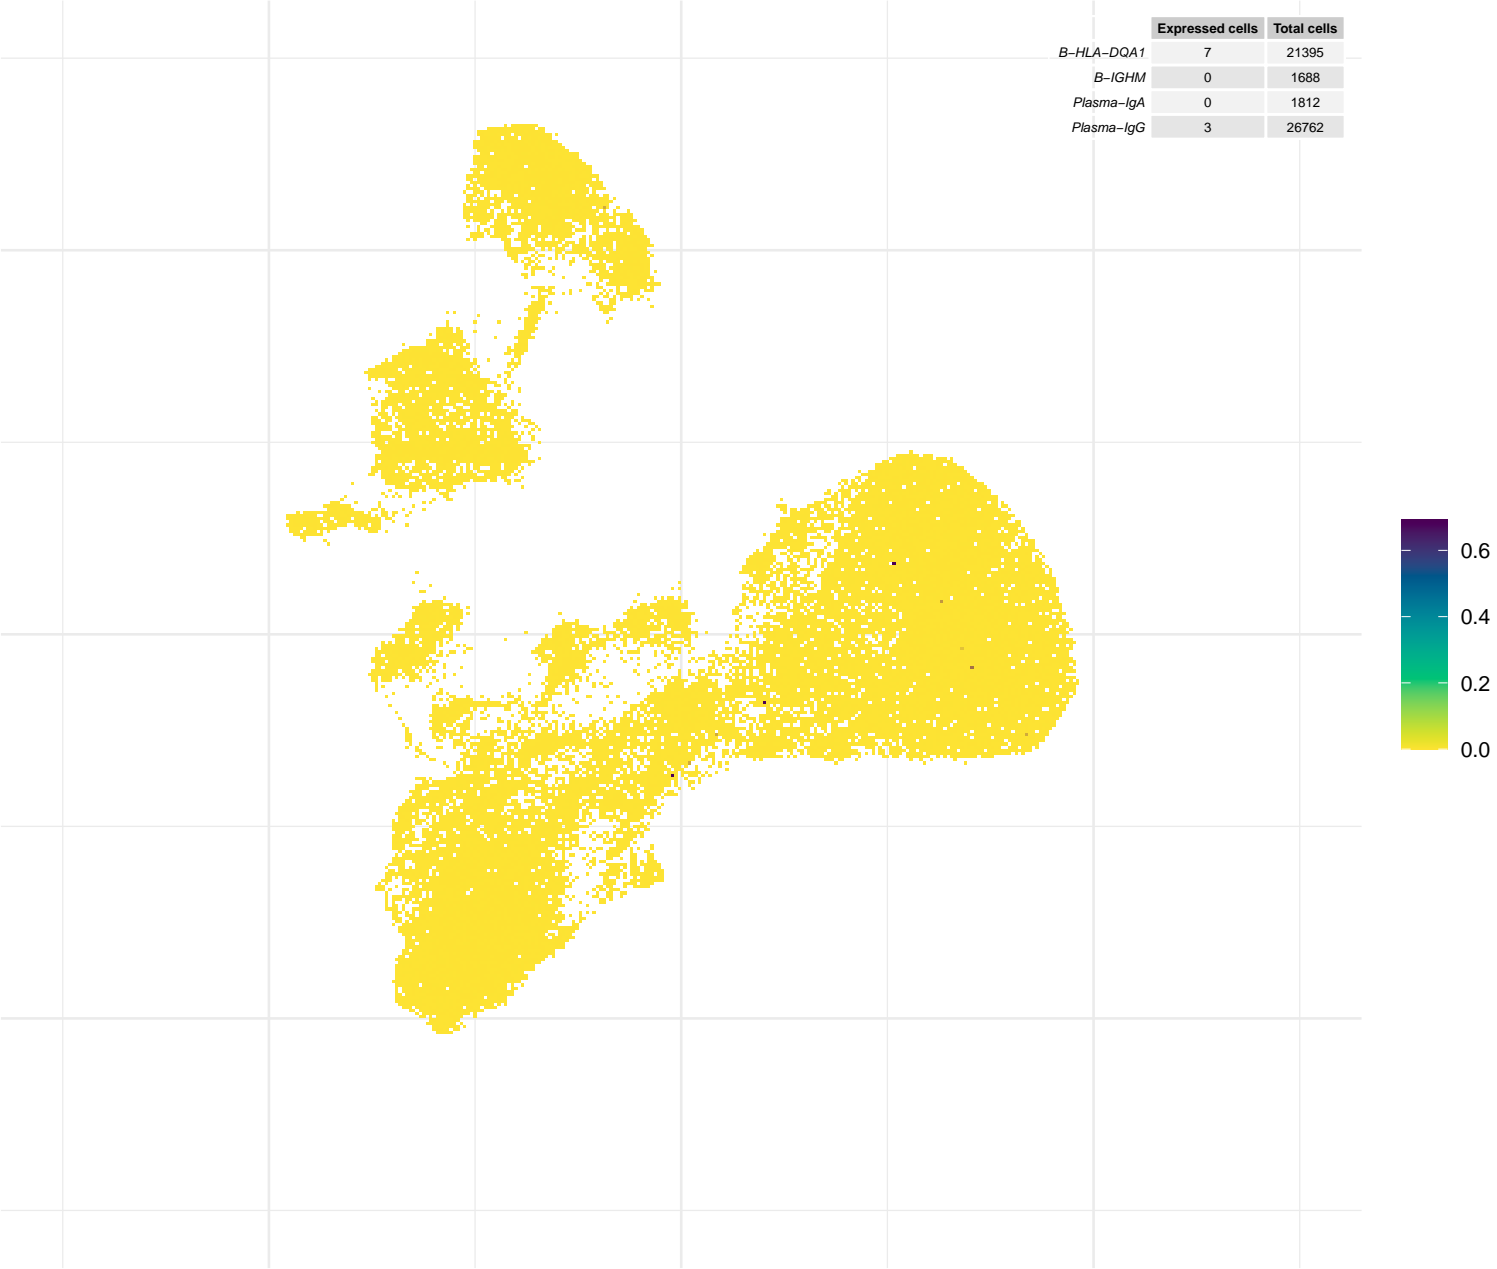 Expressed cells Total cells
B−HLA−DQA1 7 21395
B−IGHM 0 1688
Plasma−IgA 0 1812
Plasma−IgG 3 26762
0.6
0.4
0.2
0.0